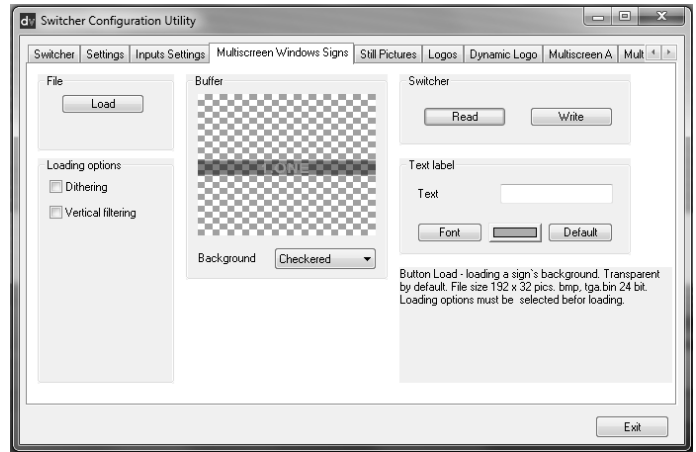 dv Switcher Configuration Utility
Switcher Settings Inputs Settings Multiscrreen Windows Signs Still Pictures Logos Dynamic Logo Multiscreen A Mult
File
Load
Loading options
Dithering
Vertical filtering
Buffer
Background Checkered
Switcher
Read Write
Text label
Text
Font Default
Button Load - loading a sign`s background. Transparent
by default. File size 192 x 32 pics. bmp, tga.bin 24 bit.
Loading options must be selected befor loading.
Exit